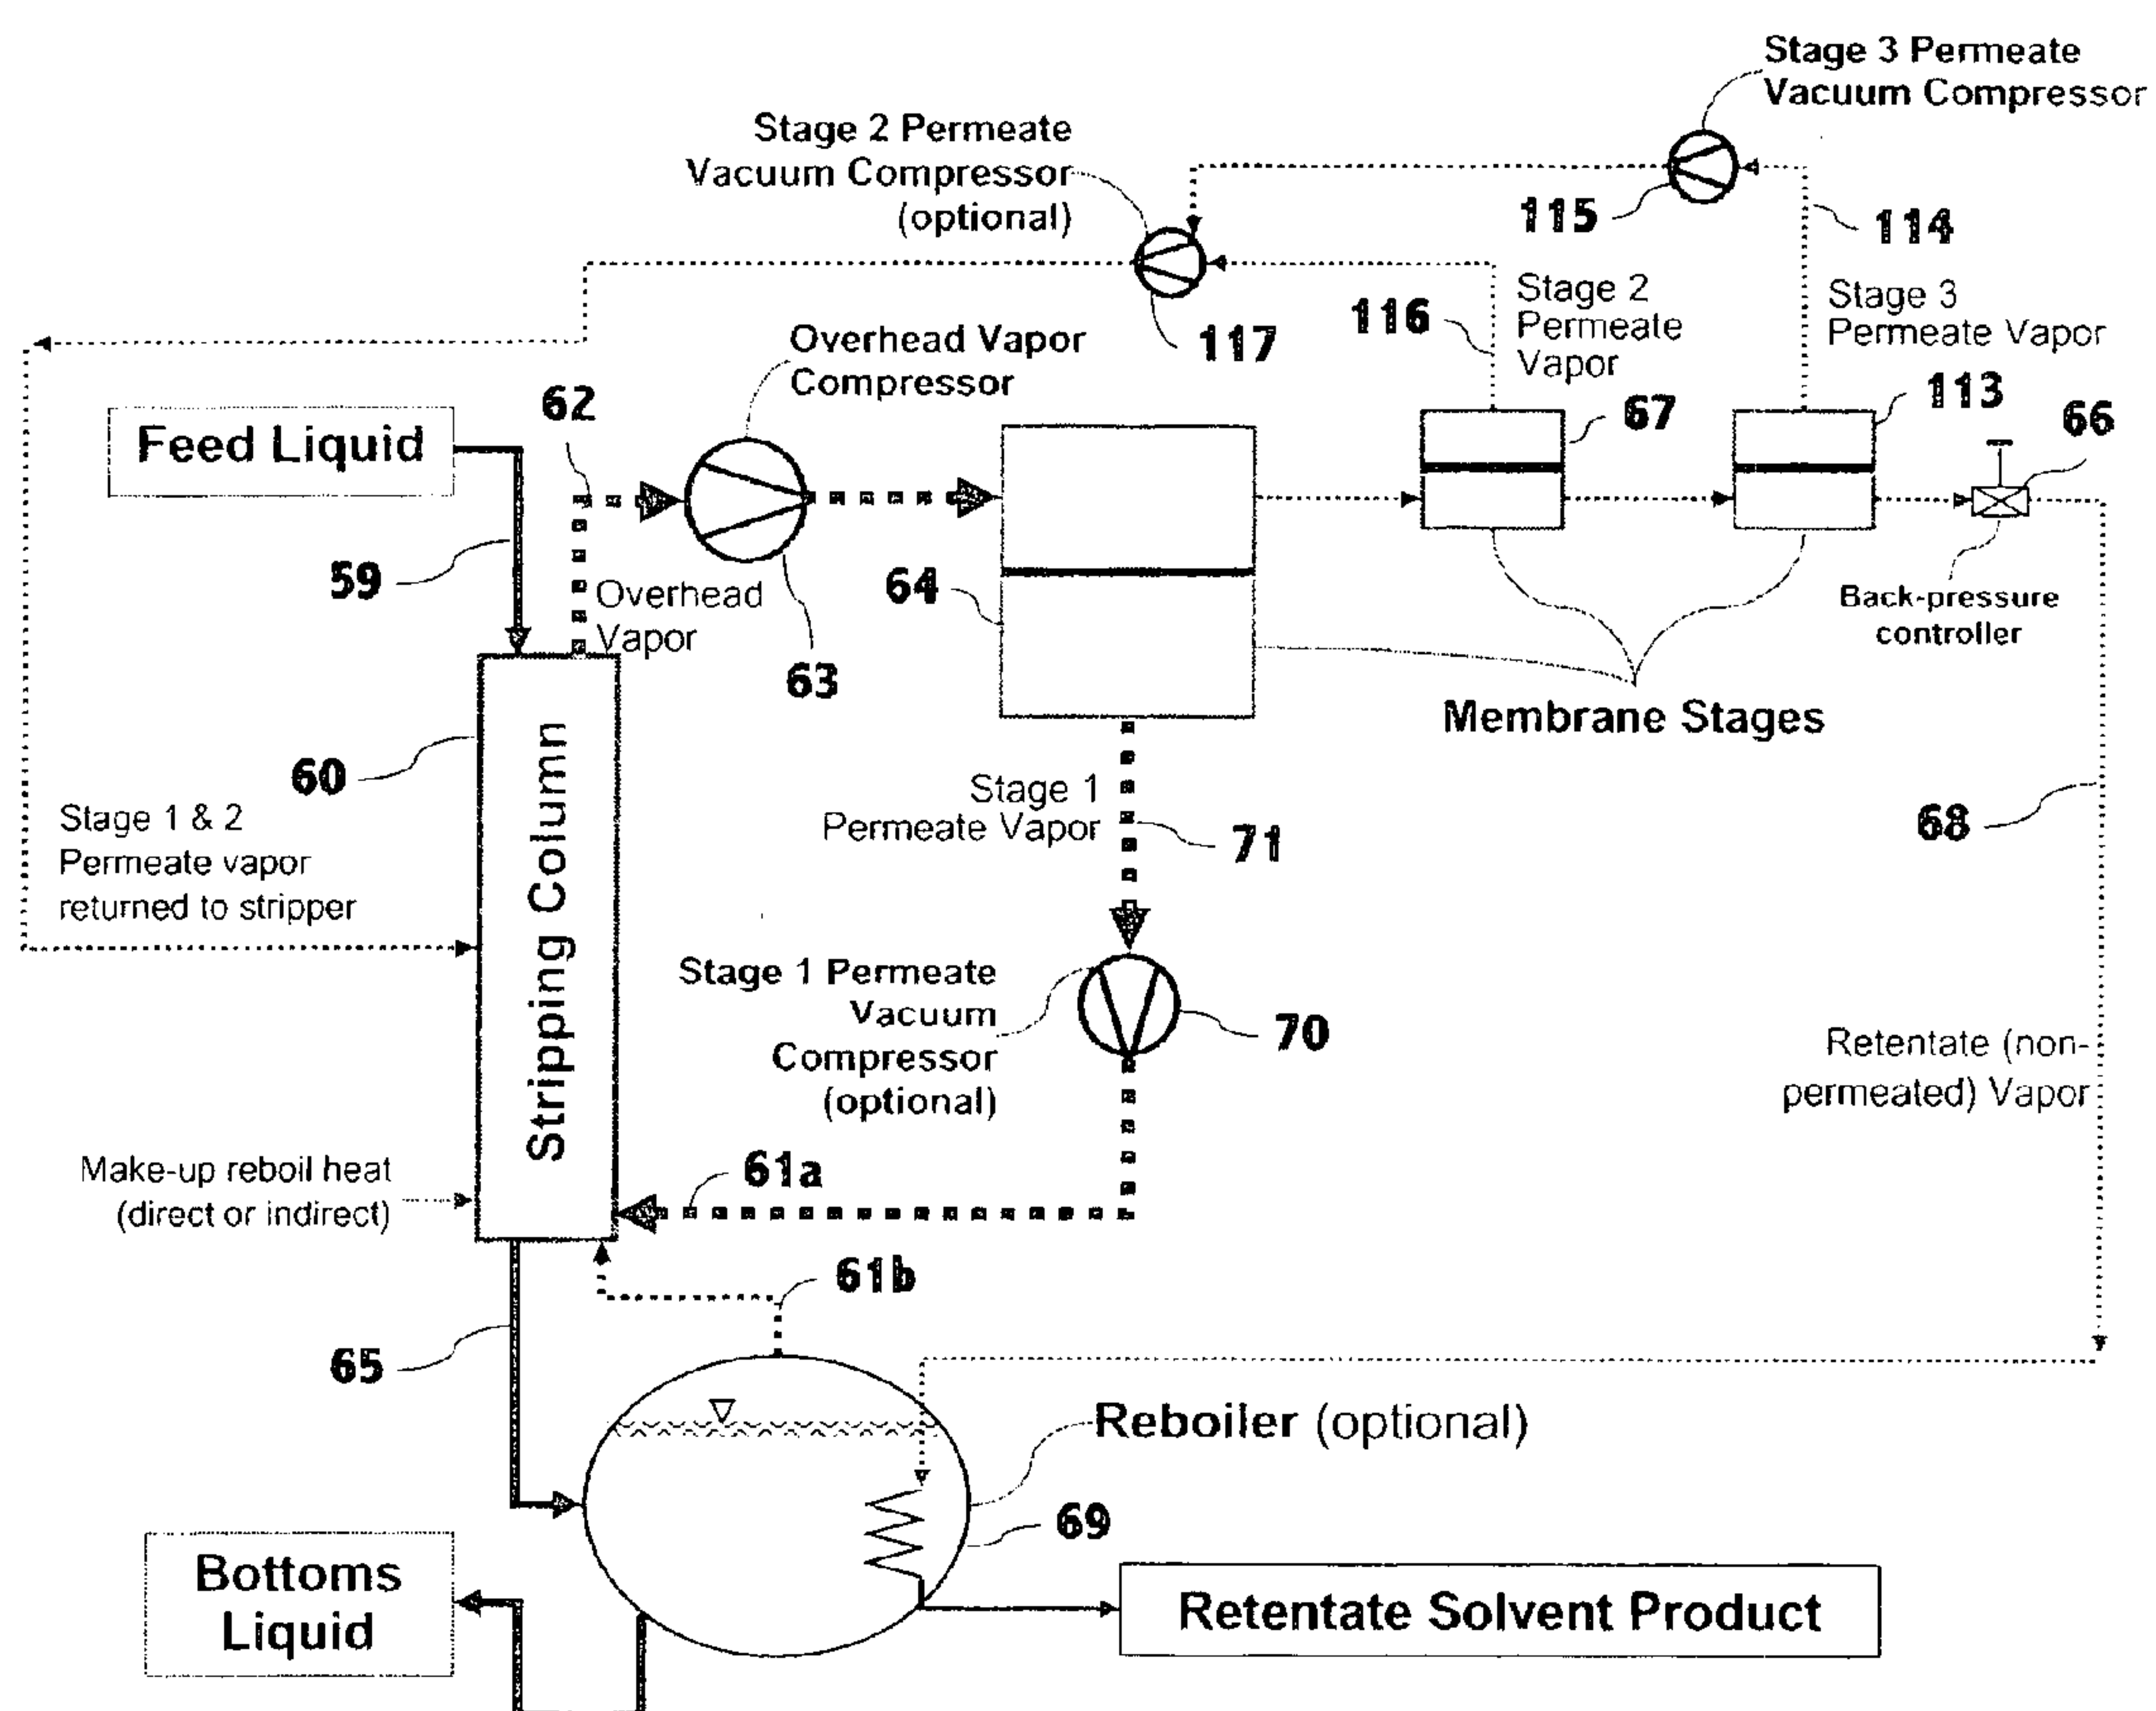 Stage 3 Permeate
Vacuum Compressor
Stage 2 Permeate
Vacuum Compressor
(optional)
115
114
117
116
Stage 2
Permeate
Vapor
Stage 3
Permeate Vapor
Overhead Vapor
Compressor
62
67
113
66
Feed Liquid
59
Overhead
Vapor
63
64
Back-pressure
controller
Membrane Stages
60
Stripping Column
Stage 1 & 2
Permeate vapor
returned to stripper
Stage 1
Permeate Vapor
71
68
Stage 1 Permeate
Vacuum
Compressor
(optional)
70
Retentate (non-
permeated) Vapor
Make-up reboil heat
(direct or indirect)
61a
61b
65
Reboiler (optional)
69
Bottoms
Liquid
Retentate Solvent Product